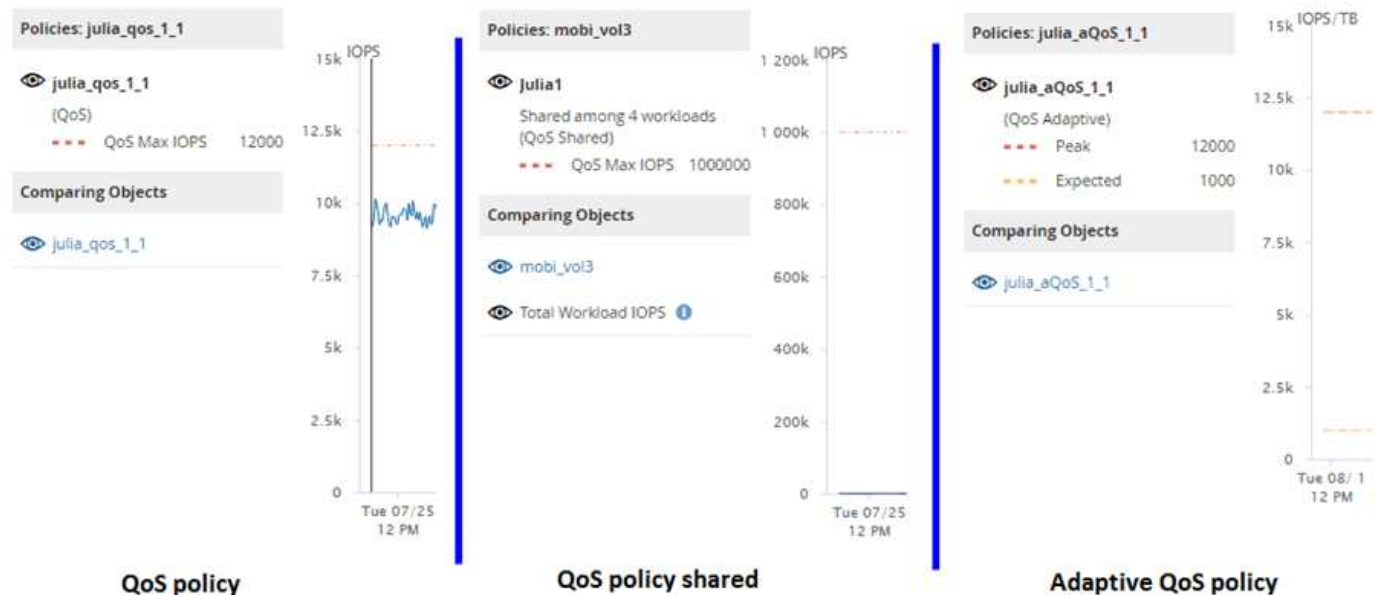 Policies: julia_qos_1_1
julia_qos_1_1
(QoS)
QoS Max IOPS 12000
Comparing Objects
julia_qos_1_1
IOPS
15k
12.5k
10k
7.5k
5k
2.5k
0
Tue 07/25
12 PM
QoS policy
Policies: mobi_vol3
Julia1
Shared among 4 workloads
(QoS Shared)
QoS Max IOPS 1000000
Comparing Objects
mobi_vol3
Total Workload IOPS i
IOPS
1 200k
1 000k
800k
600k
400k
200k
0
Tue 07/25
12 PM
QoS policy shared
Policies: julia_aQoS_1_1
julia_aQoS_1_1
(QoS Adaptive)
Peak 12000
Expected 1000
Comparing Objects
julia_aQoS_1_1
IOPS/TB
15k
12.5k
10k
7.5k
5k
2.5k
0
Tue 08/ 1
12 PM
Adaptive QoS policy